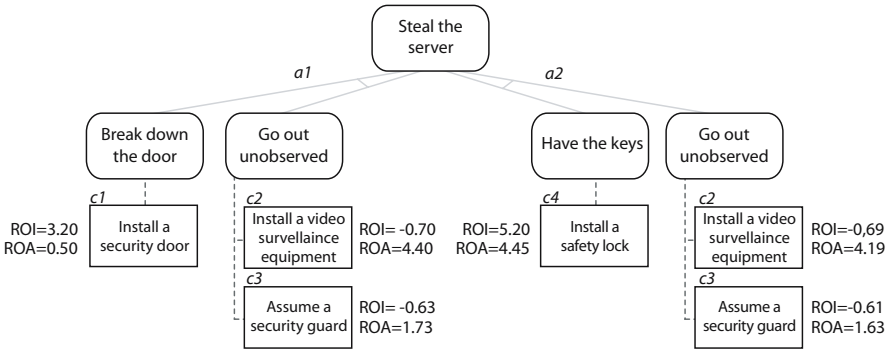 Steal the
server
a1
a2
Break down
the door
Go out
unobserved
Have the keys
Go out
unobserved
c1
Install a
security door
ROI=3.20
ROA=0.50
c2
Install a video
survellaince
equipment
ROI= -0.70
ROA=4.40
c3
Assume a
security guard
ROI= -0.63
ROA=1.73
c4
Install a
safety lock
ROI=5.20
ROA=4.45
c2
Install a video
survellaince
equipment
ROI= -0,69
ROA=4.19
c3
Assume a
security guard
ROI= -0.61
ROA=1.63